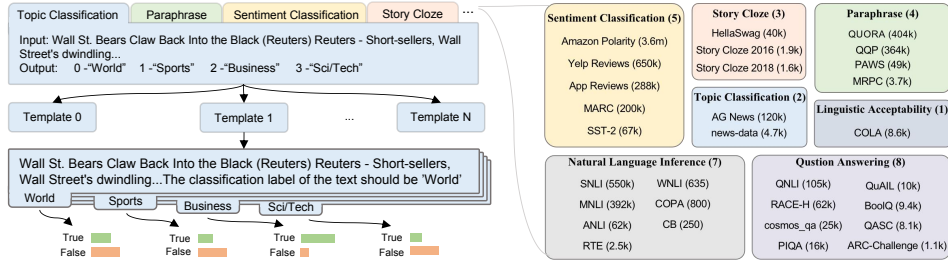 Topic Classification
Paraphrase
Sentiment Classification
Story Cloze
...
Input: Wall St. Bears Claw Back Into the Black (Reuters) Reuters - Short-sellers, Wall
Street's dwindling...
Output: 0 -“World” 1 -“Sports” 2 -“Business” 3 -“Sci/Tech”
Template 0
Template 1
...
Template N
Wall St. Bears Claw Back Into the Black (Reuters) Reuters - Short-sellers,
Wall Street's dwindling...The classification label of the text should be 'World'
World
Sports
Business
Sci/Tech
True
False
True
False
True
False
True
False
Sentiment Classification (5)
Amazon Polarity (3.6m)
Yelp Reviews (650k)
App Reviews (288k)
MARC (200k)
SST-2 (67k)
Story Cloze (3)
HellaSwag (40k)
Story Cloze 2016 (1.9k)
Story Cloze 2018 (1.6k)
Topic Classification (2)
AG News (120k)
news-data (4.7k)
Paraphrase (4)
QUORA (404k)
QQP (364k)
PAWS (49k)
MRPC (3.7k)
Linguistic Acceptability (1)
COLA (8.6k)
Natural Language Inference (7)
SNLI (550k) WNLI (635)
MNLI (392k) COPA (800)
ANLI (62k) CB (250)
RTE (2.5k)
Qustion Answering (8)
QNLI (105k) QuAIL (10k)
RACE-H (62k) BoolQ (9.4k)
cosmos_qa (25k) QASC (8.1k)
PIQA (16k) ARC-Challenge (1.1k)